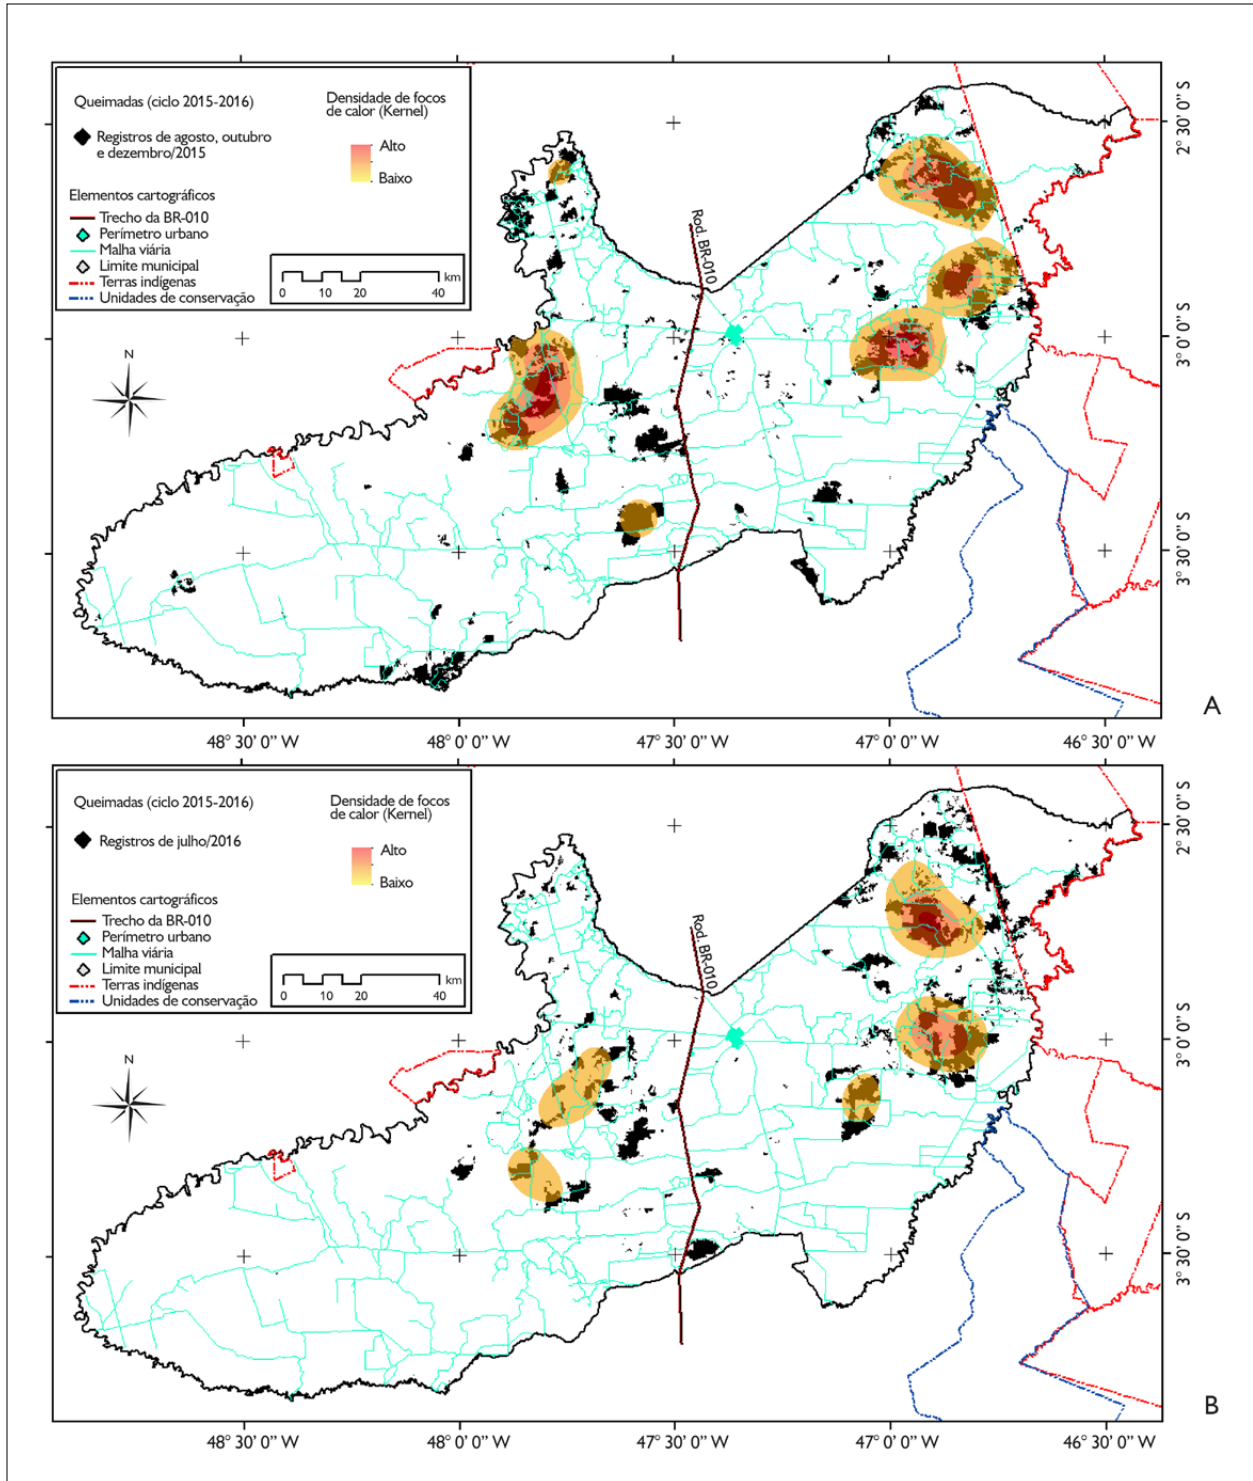 Queimadas (ciclo 2015-2016)
Registros de agosto, outubro
e dezembro/2015
Densidade de focos
de calor (Kernel)
Alto
Baixo
Elementos cartográficos
Trecho da BR-010
Perímetro urbano
Malha viária
Limite municipal
Terras indígenas
Unidades de conservação
km
0 10 20 40
N
Rod. BR-010
2° 30' 0" S
3° 0' 0" S
3° 30' 0" S
A
48° 30' 0" W 48° 0' 0" W 47° 30' 0" W 47° 0' 0" W 46° 30' 0" W
Queimadas (ciclo 2015-2016)
Registros de julho/2016
Densidade de focos
de calor (Kernel)
Alto
Baixo
Elementos cartográficos
Trecho da BR-010
Perímetro urbano
Malha viária
Limite municipal
Terras indígenas
Unidades de conservação
km
0 10 20 40
N
Rod. BR-010
2° 30' 0" S
3° 0' 0" S
3° 30' 0" S
B
48° 30' 0" W 48° 0' 0" W 47° 30' 0" W 47° 0' 0" W 46° 30' 0" W